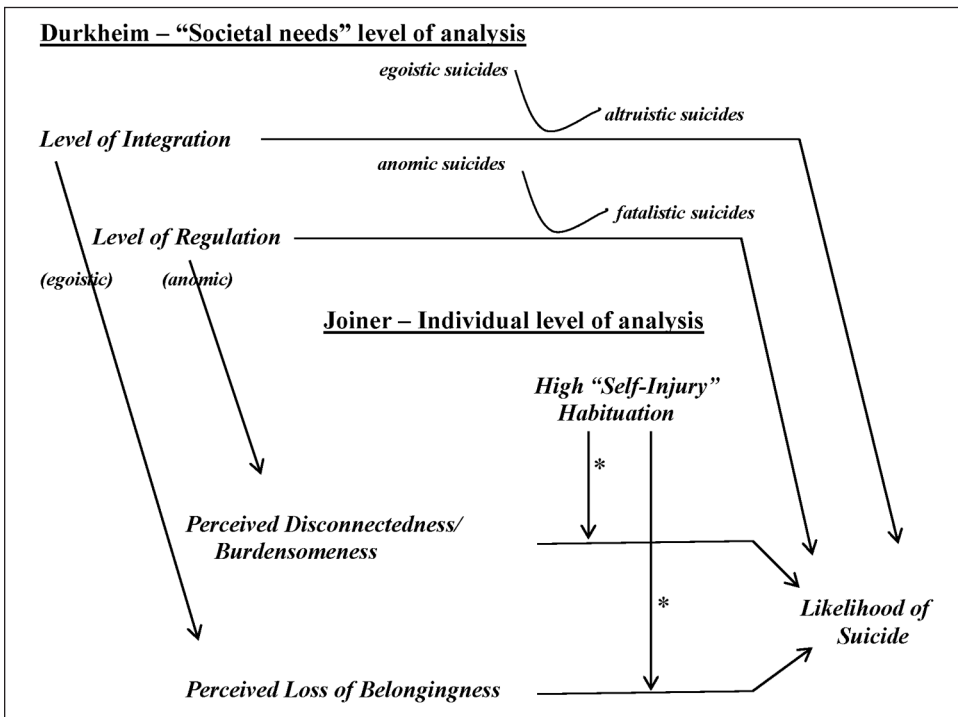 Durkheim – “Societal needs” level of analysis
egoistic suicides
altruistic suicides
Level of Integration
anomic suicides
fatalistic suicides
Level of Regulation
(egoistic)
(anomic)
Joiner – Individual level of analysis
High “Self-Injury”
Habituation
*
Perceived Disconnectedness/
Burdensomeness
*
Likelihood of
Suicide
Perceived Loss of Belongingness